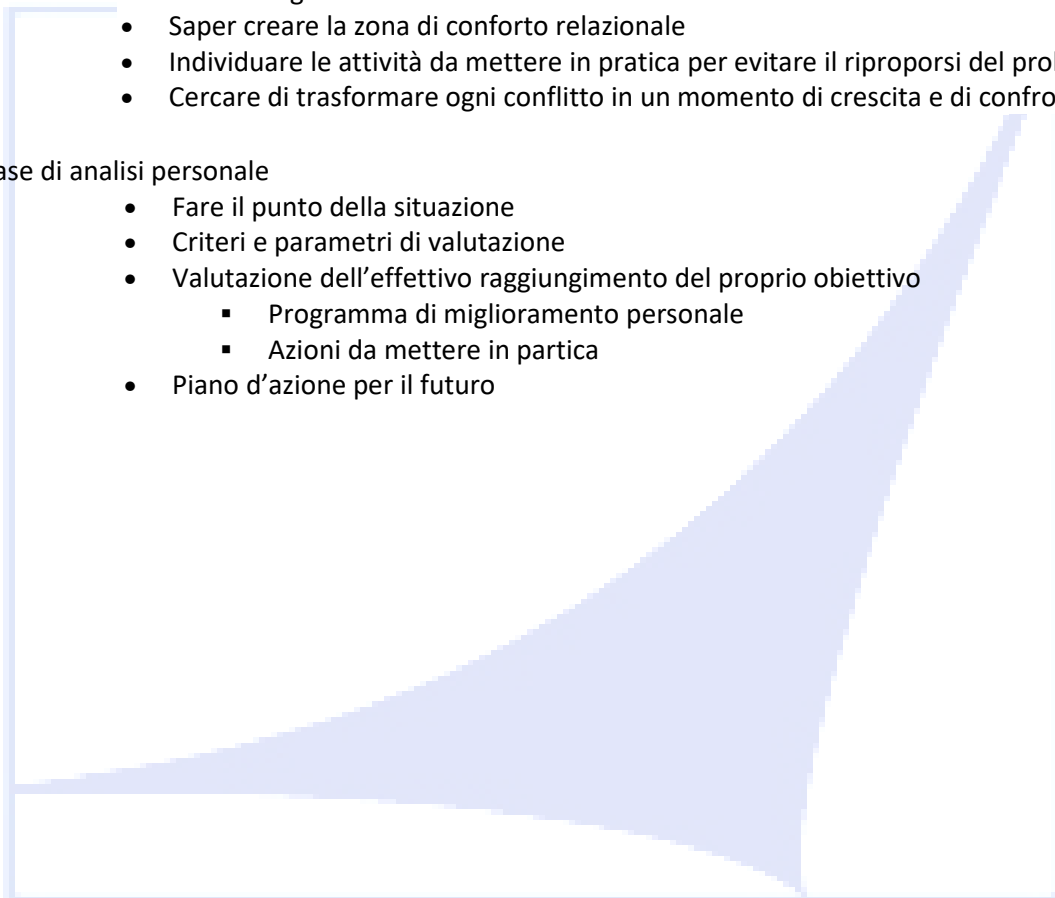 • Saper creare la zona di conforto relazionale
• Individuare le attività da mettere in pratica per evitare il riproporsi del
• Cercare di trasformare ogni conflitto in un momento di crescita e di
di analisi personale
• Fare il punto della situazione
• Criteri e parametri di valutazione
• Valutazione dell’effettivo raggiungimento del proprio obiettivo
▪ Programma di miglioramento personale
▪ Azioni da mettere in partica
• Piano d’azione per il futuro